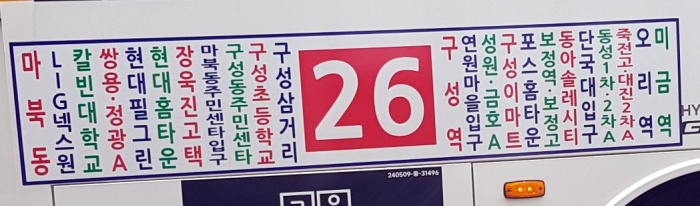 마북동
LIG넥스원
칼빈대학교
쌍용·정광A
현대필그린
현대홈타운
장욱진고택
마북동주민센타입구
구성동주민센타
구성초등학교
구성삼거리
26
구성역
연원마을입구
성원·금호A
구성이마트
포스홈타운
보정역·보정고
동아솔레시티
단국대입구
동성1차·2차A
죽전고대진2차A
오리역
미금역
240509-중-31496
HY